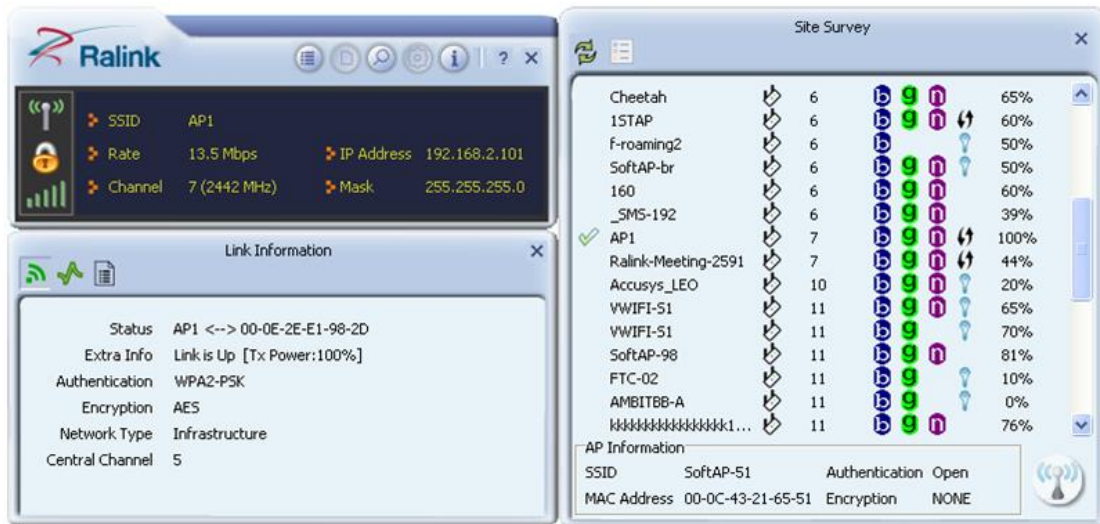 Ralink
? ×
SSID AP1
Rate 13.5 Mbps IP Address 192.168.2.101
Channel 7 (2442 MHz) Mask 255.255.255.0
Link Information
Status AP1 <--> 00-0E-2E-E1-98-2D
Extra Info Link is Up [Tx Power:100%]
Authentication WPA2-PSK
Encryption AES
Network Type Infrastructure
Central Channel 5
Site Survey
Cheetah 6 b g n 65%
1STAP 6 b g n 60%
f-roaming2 6 b 50%
SoftAP-br 6 b g n 50%
160 6 b g n 60%
_SMS-192 6 b g n 39%
AP1 7 b g n 100%
Ralink-Meeting-2591 7 b g n 44%
Accusys_LEO 10 b g n 20%
VWIFI-S1 11 b g n 65%
VWIFI-S1 11 b g 70%
SoftAP-98 11 b g n 81%
FTC-02 11 b g 10%
AMBITBB-A 11 b g 0%
11 b g n 76%
AP Information
SSID SoftAP-51 Authentication Open
MAC Address 00-0C-43-21-65-51 Encryption NONE